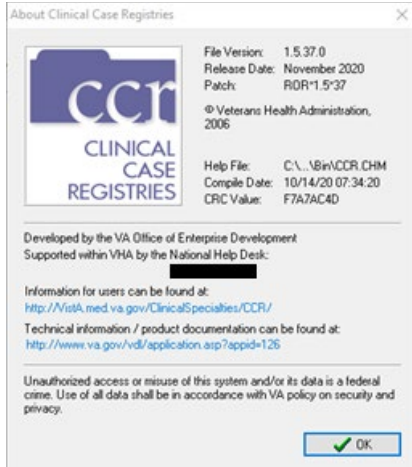 About Clinical Case Registries
ccr
CLINICAL
CASE
REGISTRIES
File Version: 1.5.37.0
Release Date: November 2020
Patch: ROR*1.5*37
© Veterans Health Administration,
2006
Help File: C:\...\Bin\CCR.CHM
Compile Date: 10/14/20 07:34:20
CRC Value: F7A7AC4D
Developed by the VA Office of Enterprise Development
Supported within VHA by the National Help Desk:
Information for users can be found at:
http://VistA.med.va.gov/ClinicalSpecialties/CCR/
Technical information / product documentation can be found at:
http://www.va.gov/vdl/application.asp?appid=126
Unauthorized access or misuse of this system and/or its data is a federal
crime. Use of all data shall be in accordance with VA policy on security and
privacy.
OK